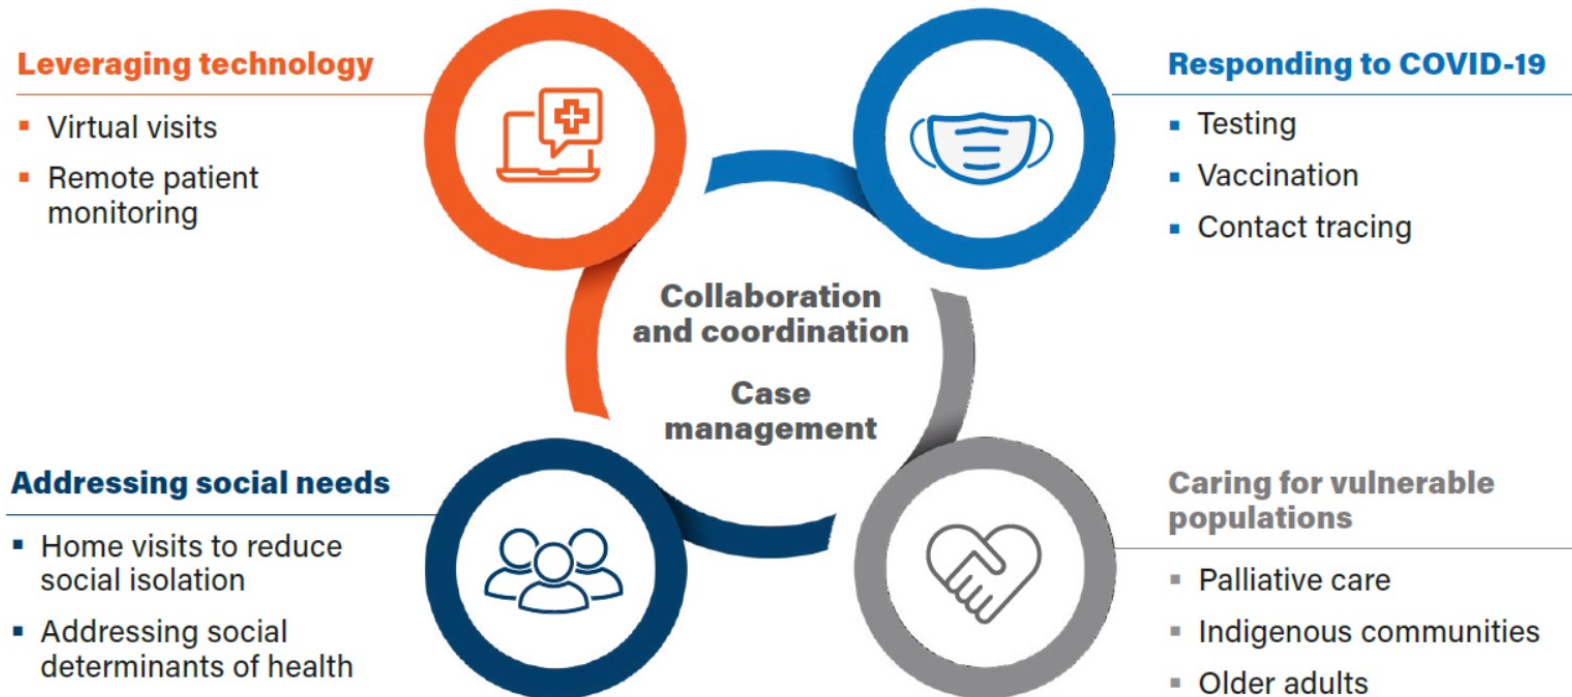 Leveraging technology
Virtual visits
Remote patient
monitoring
Responding to COVID-19
Testing
Vaccination
Contact tracing
Collaboration
and coordination
Case
management
Addressing social needs
Home visits to reduce
social isolation
Addressing social
determinants of health
Caring for vulnerable
populations
Palliative care
Indigenous communities
Older adults